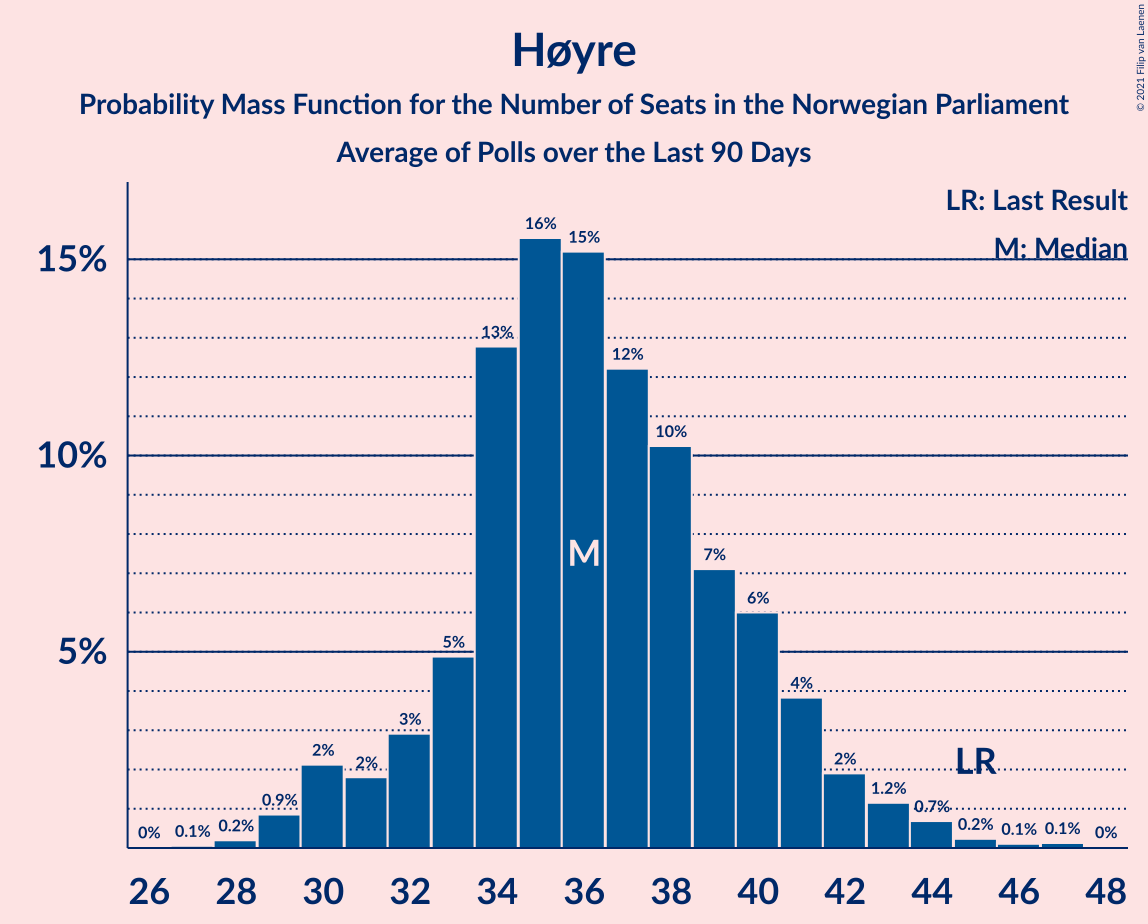 Høyre
Probability Mass Function for the Number of Seats in the Norwegian Parliament
Average of Polls over the Last 90 Days
© 2021 Filip van Laenen
LR: Last Result
M: Median
15%
10%
5%
0%
0.1%
0.2%
0.9%
2%
2%
3%
5%
13%
16%
15%
12%
10%
7%
6%
4%
2%
1.2%
0.7%
0.2%
0.1%
0.1%
0%
M
LR
26 28 30 32 34 36 38 40 42 44 46 48